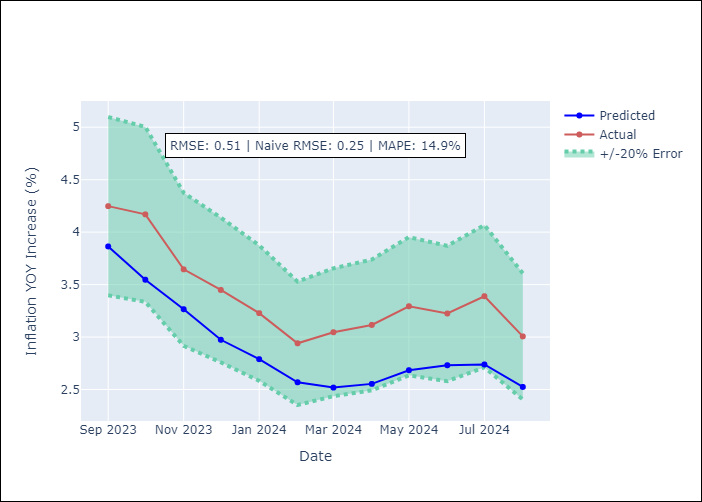 RMSE: 0.51 | Naive RMSE: 0.25 | MAPE: 14.9%
Predicted
Actual
+/-20% Error
Inflation YOY Increase (%)
5
4.5
4
3.5
3
2.5
Sep 2023
Nov 2023
Jan 2024
Mar 2024
May 2024
Jul 2024
Date